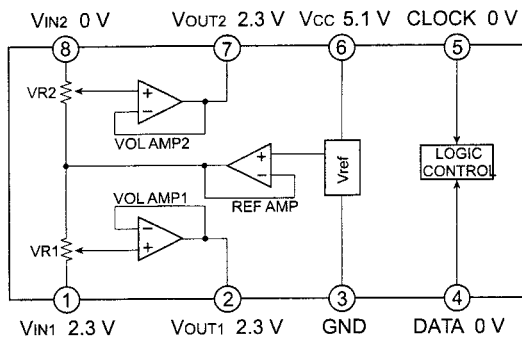 VIN2 0 V
VOUT2 2.3 V
VCC 5.1 V
CLOCK 0 V
8
7
6
5
VR2
+
−
VOL AMP2
+
−
REF AMP
Vref
LOGIC
CONTROL
VOL AMP1
−
+
VR1
1
2
3
4
VIN1 2.3 V
VOUT1 2.3 V
GND
DATA 0 V